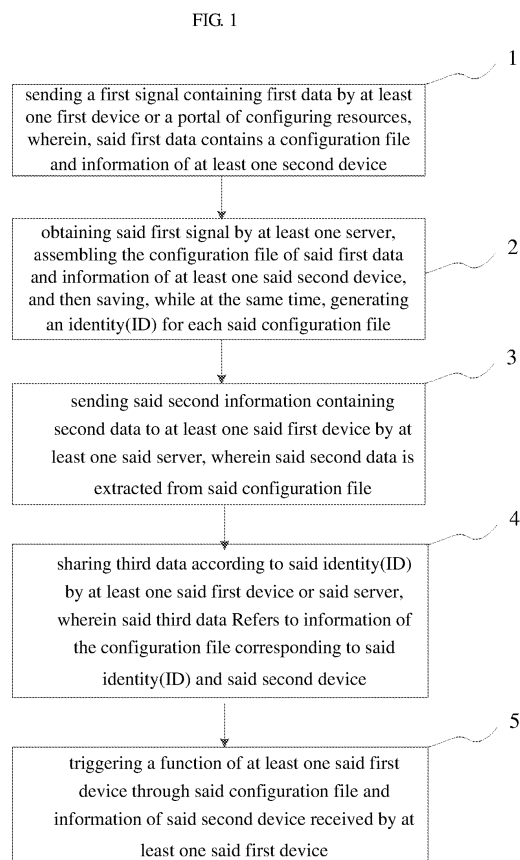 FIG. 1
1
sending a first signal containing first data by at least
one first device or a portal of configuring resources,
wherein, said first data contains a configuration file
and information of at least one second device
2
obtaining said first signal by at least one server,
assembling the configuration file of said first data
and information of at least one said second device,
and then saving, while at the same time, generating
an identity(ID) for each said configuration file
3
sending said second information containing
second data to at least one said first device by at
least one said server, wherein said second data is
extracted from said configuration file
4
sharing third data according to said identity(ID)
by at least one said first device or said server,
wherein said third data Refers to information of
the configuration file corresponding to said
identity(ID) and said second device
5
triggering a function of at least one said first
device through said configuration file and
information of said second device received by at
least one said first device